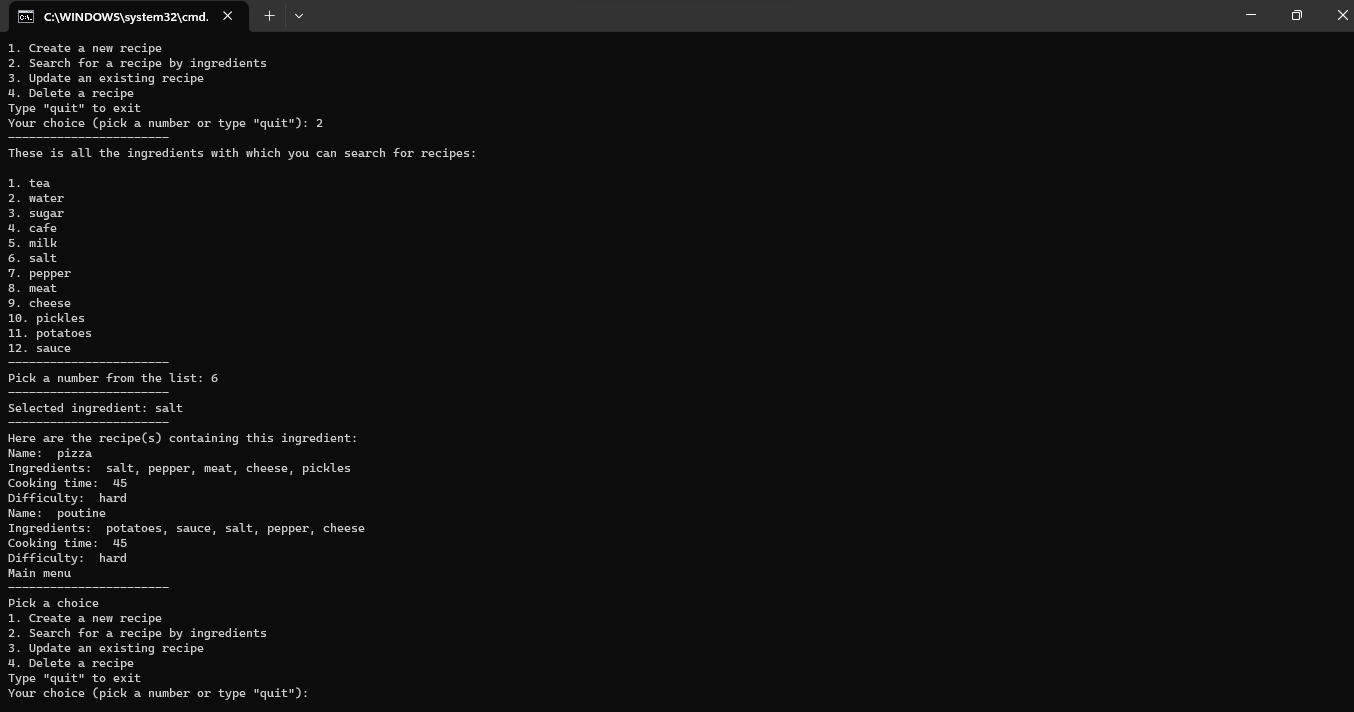 C:\WINDOWS\system32\cmd.
1. Create a new recipe
2. Search for a recipe by ingredients
3. Update an existing recipe
4. Delete a recipe
Type "quit" to exit
Your choice (pick a number or type "quit"): 2
-----------------------
These is all the ingredients with which you can search for recipes:
1. tea
2. water
3. sugar
4. cafe
5. milk
6. salt
7. pepper
8. meat
9. cheese
10. pickles
11. potatoes
12. sauce
-----------------------
Pick a number from the list: 6
-----------------------
Selected ingredient: salt
-----------------------
Here are the recipe(s) containing this ingredient:
Name:  pizza
Ingredients:  salt, pepper, meat, cheese, pickles
Cooking time:  45
Difficulty:  hard
Name:  poutine
Ingredients:  potatoes, sauce, salt, pepper, cheese
Cooking time:  45
Difficulty:  hard
Main menu
-----------------------
Pick a choice
1. Create a new recipe
2. Search for a recipe by ingredients
3. Update an existing recipe
4. Delete a recipe
Type "quit" to exit
Your choice (pick a number or type "quit"):